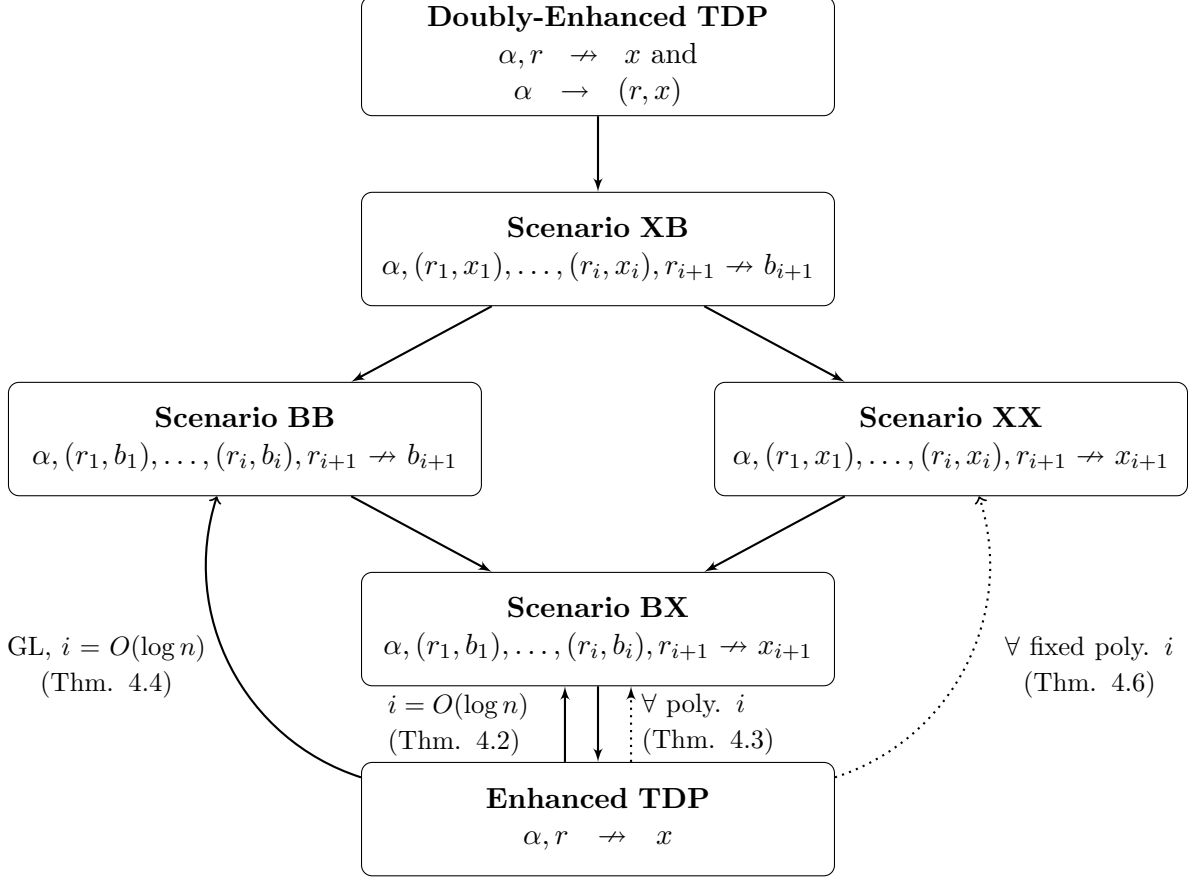 Doubly-Enhanced TDP
α, r ↛ x and
α → (r, x)
Scenario XB
α, (r₁, x₁), . . . , (rᵢ, xᵢ), rᵢ₊₁ ↛ bᵢ₊₁
Scenario BB
α, (r₁, b₁), . . . , (rᵢ, bᵢ), rᵢ₊₁ ↛ bᵢ₊₁
Scenario XX
α, (r₁, x₁), . . . , (rᵢ, xᵢ), rᵢ₊₁ ↛ xᵢ₊₁
Scenario BX
α, (r₁, b₁), . . . , (rᵢ, bᵢ), rᵢ₊₁ ↛ xᵢ₊₁
GL, i = O(log n)
(Thm. 4.4)
∀ fixed poly. i
(Thm. 4.6)
i = O(log n)
(Thm. 4.2)
∀ poly. i
(Thm. 4.3)
Enhanced TDP
α, r ↛ x